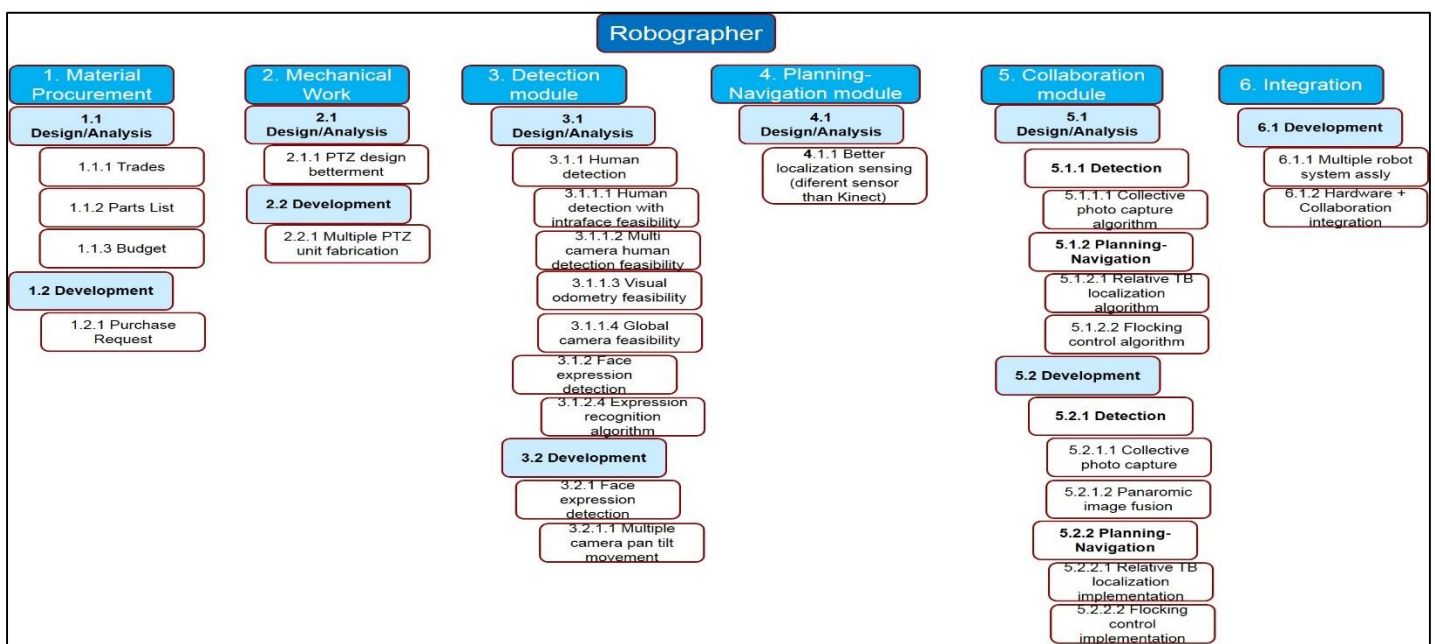 Robographer
1. Material
Procurement
1.1
Design/Analysis
1.1.1 Trades
1.1.2 Parts List
1.1.3 Budget
1.2 Development
1.2.1 Purchase
Request
2. Mechanical
Work
2.1
Design/Analysis
2.1.1 PTZ design
betterment
2.2 Development
2.2.1 Multiple PTZ
unit fabrication
3. Detection
module
3.1
Design/Analysis
3.1.1 Human
detection
3.1.1.1 Human
detection with
intraface feasibility
3.1.1.2 Multi
camera human
detection feasibility
3.1.1.3 Visual
odometry feasibility
3.1.1.4 Global
camera feasibility
3.1.2 Face
expression
detection
3.1.2.4 Expression
recognition
algorithm
3.2 Development
3.2.1 Face
expression
detection
3.2.1.1 Multiple
camera pan tilt
movement
4. Planning-
Navigation module
4.1
Design/Analysis
4.1.1 Better
localization sensing
(diferent sensor
than Kinect)
5. Collaboration
module
5.1
Design/Analysis
5.1.1 Detection
5.1.1.1 Collective
photo capture
algorithm
5.1.2 Planning-
Navigation
5.1.2.1 Relative TB
localization
algorithm
5.1.2.2 Flocking
control algorithm
5.2 Development
5.2.1 Detection
5.2.1.1 Collective
photo capture
5.2.1.2 Panaromic
image fusion
5.2.2 Planning-
Navigation
5.2.2.1 Relative TB
localization
implementation
5.2.2.2 Flocking
control
implementation
6. Integration
6.1 Development
6.1.1 Multiple robot
system assly
6.1.2 Hardware +
Collaboration
integration